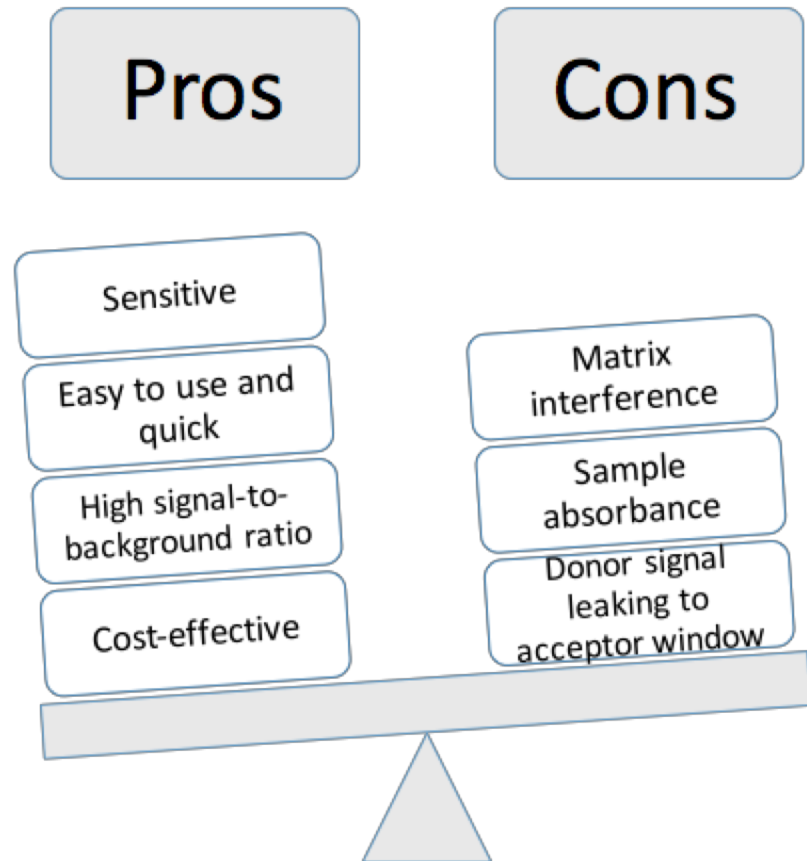 Pros
Cons
Sensitive
Easy to use and
quick
High signal-to-
background ratio
Cost-effective
Matrix
interference
Sample
absorbance
Donor signal
leaking to
acceptor window